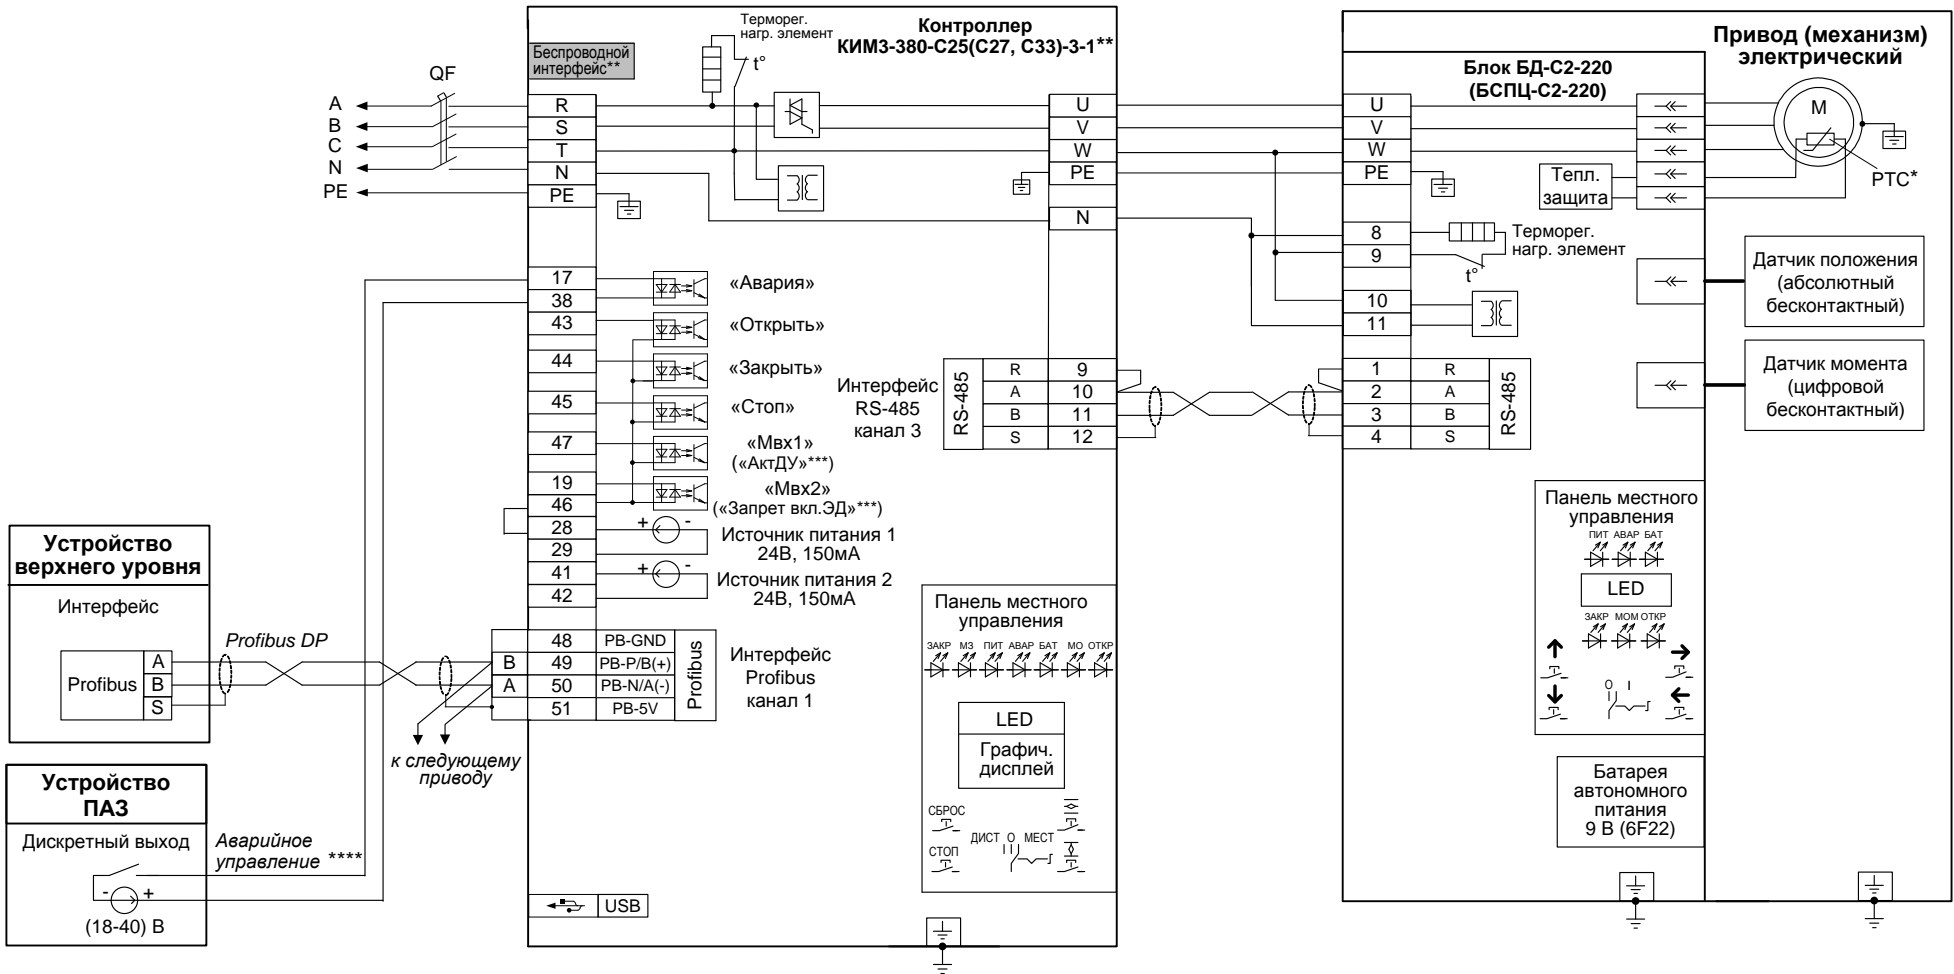 Контроллер
КИМ3-380-С25(С27, С33)-3-1**
Беспроводной
интерфейс**
Терморег.
нагр. элемент
t°
QF
A
B
C
N
PE
R
S
T
N
PE
U
V
W
PE
N
17
38
43
44
45
47
19
46
28
29
41
42
«Авария»
«Открыть»
«Закрыть»
«Стоп»
«Мвх1»
(«АктДУ»***)
«Мвх2»
(«Запрет вкл.ЭД»***)
+ -
Источник питания 1
24В, 150мА
+ -
Источник питания 2
24В, 150мА
48 PB-GND
B 49 PB-P/B(+)
A 50 PB-N/A(-)
51 PB-5V
Profibus
Интерфейс
Profibus
канал 1
к следующему
приводу
Интерфейс
RS-485
канал 3
RS-485
R 9
A 10
B 11
S 12
Панель местного
управления
ЗАКР МЗ ПИТ АВАР БАТ МО ОТКР
LED
Графич.
дисплей
СБРОС
СТОП
ДИСТ О МЕСТ
USB
Устройство
верхнего уровня
Интерфейс
Profibus
A
B
S
Profibus DP
Устройство
ПАЗ
Дискретный выход
- +
(18-40) В
Аварийное
управление ****
Привод (механизм)
электрический
Блок БД-С2-220
(БСПЦ-С2-220)
U
V
W
PE
8
9
10
11
Терморег.
нагр. элемент
t°
Тепл.
защита
M
PTC*
1 R
2 A
3 B
4 S
RS-485
Датчик положения
(абсолютный
бесконтактный)
Датчик момента
(цифровой
бесконтактный)
Панель местного
управления
ПИТ АВАР БАТ
LED
ЗАКР МОМ ОТКР
O I
Батарея
автономного
питания
9 В (6F22)